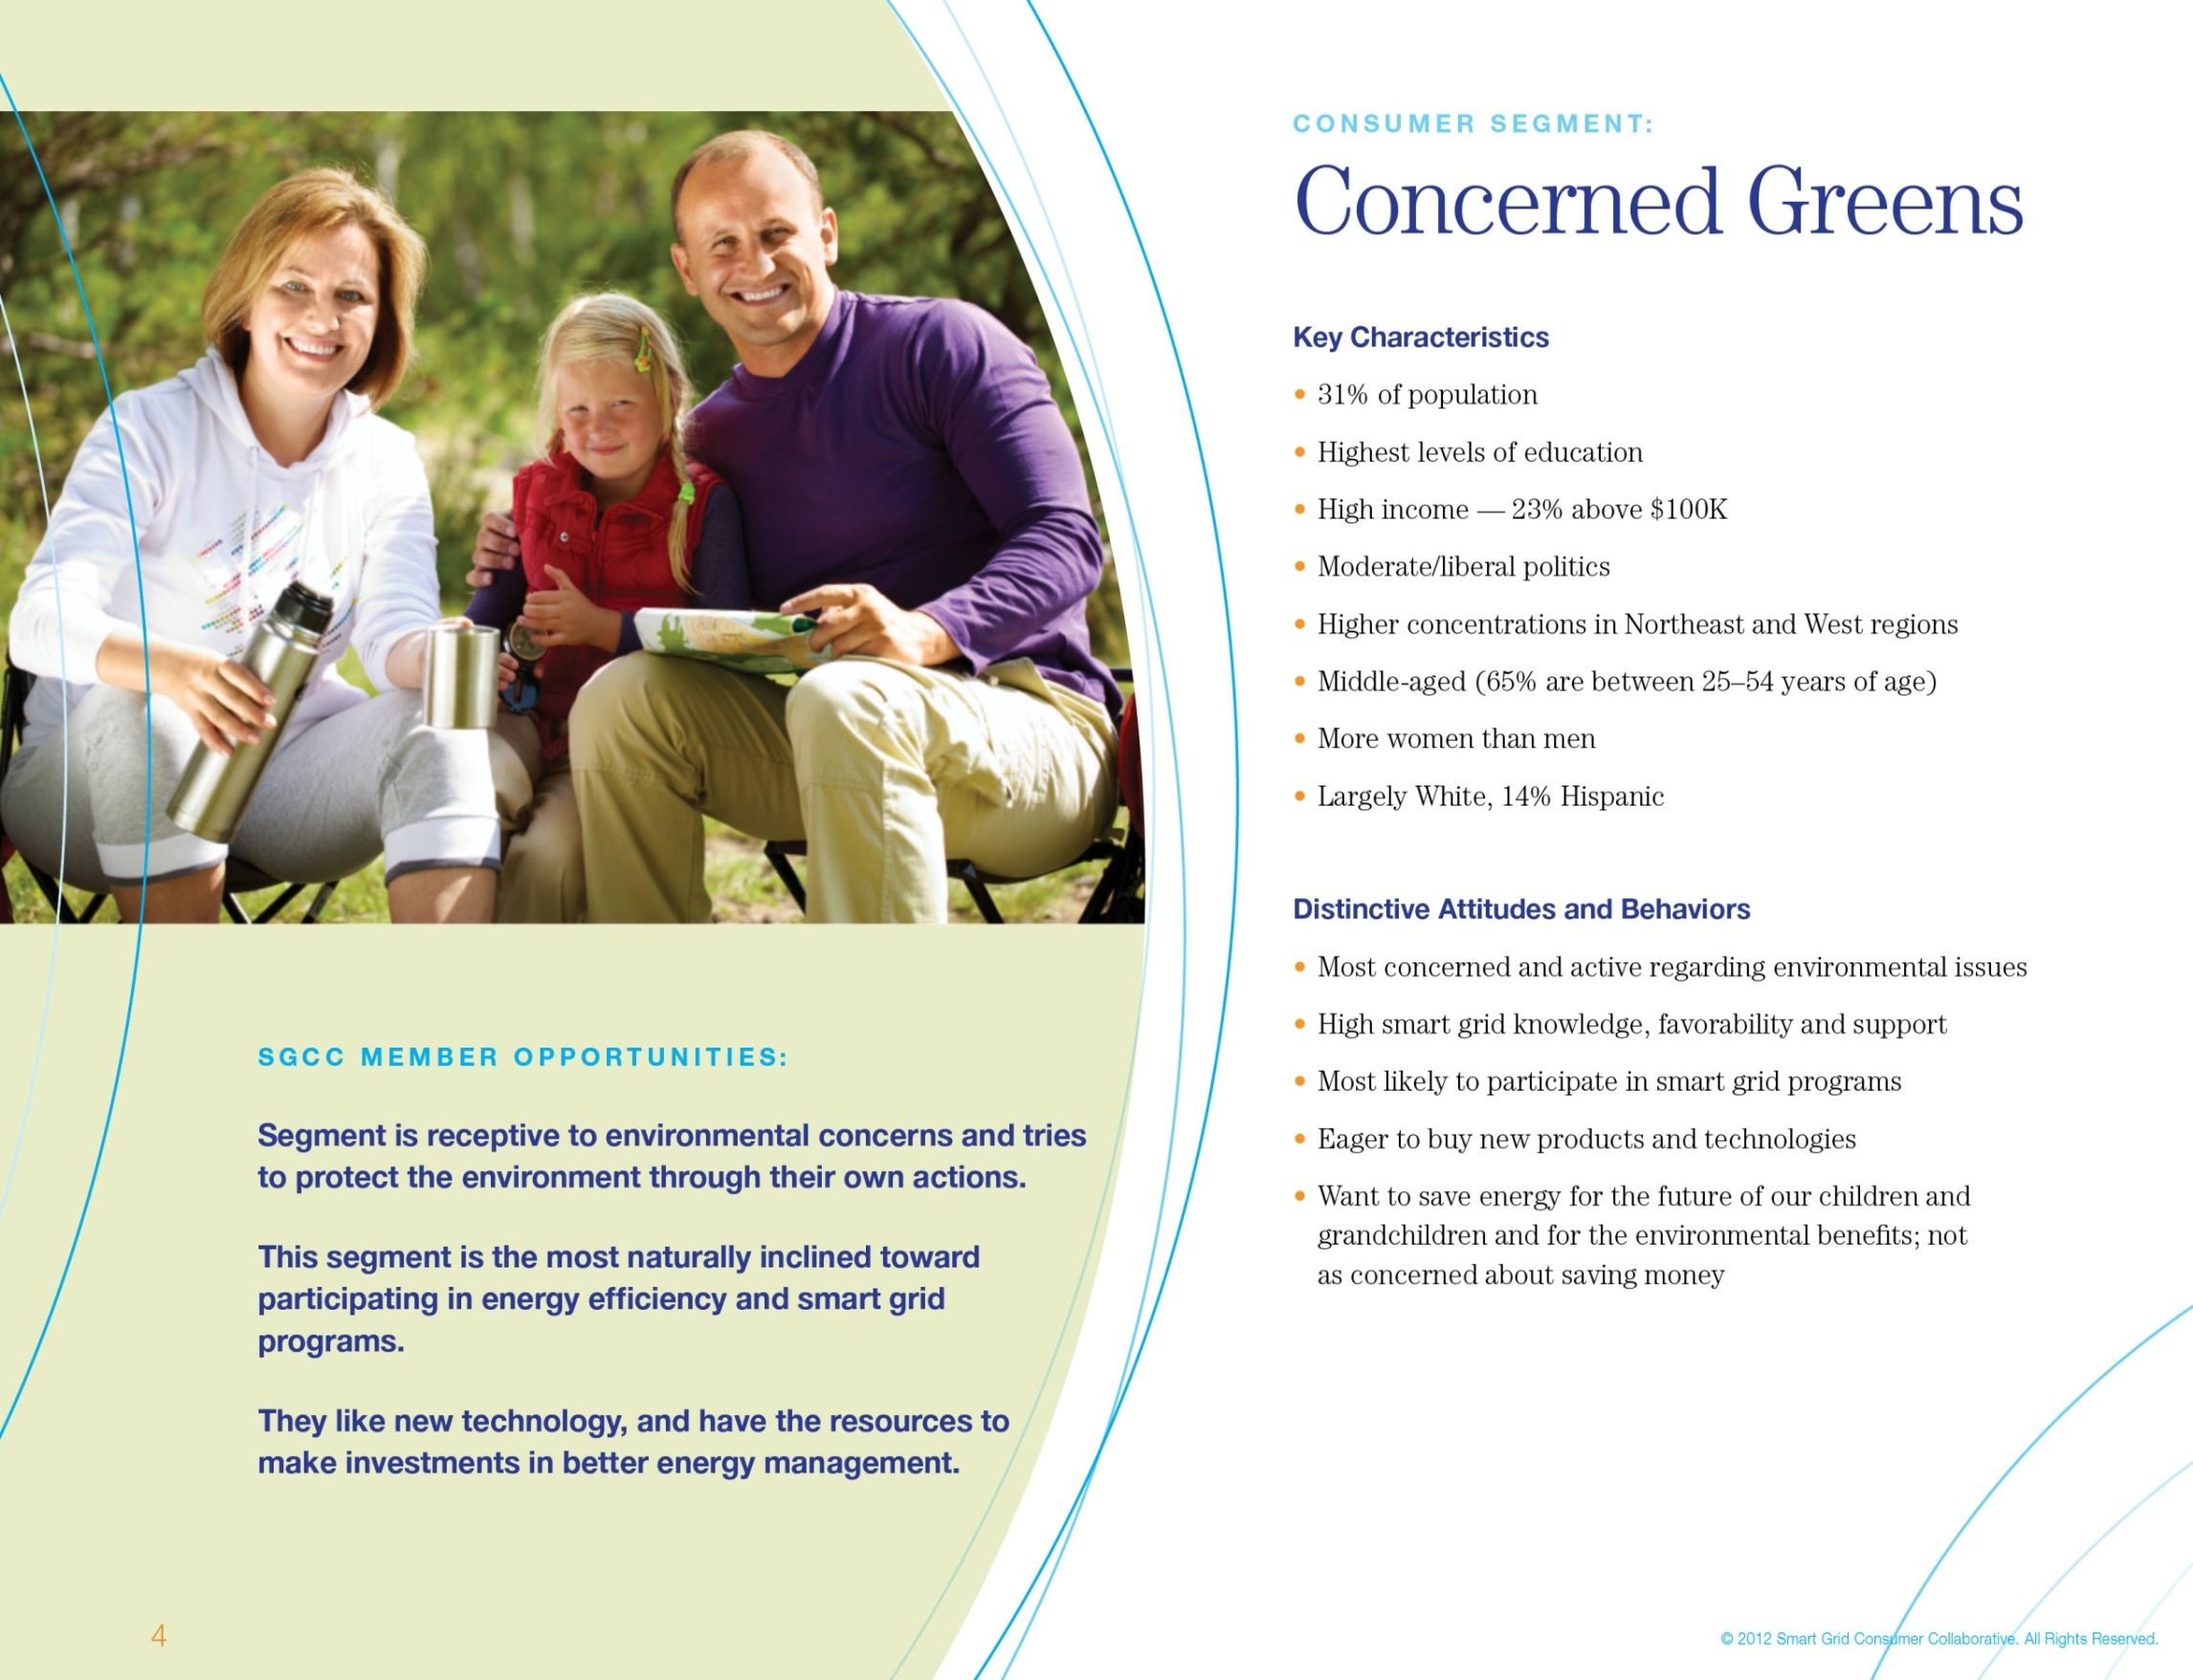 CONSUMER SEGMENT:
Concerned Greens
Key Characteristics
• 31% of population
• Highest levels of education
• High income — 23% above $100K
• Moderate/liberal politics
• Higher concentrations in Northeast and West regions
• Middle-aged (65% are between 25–54 years of age)
• More women than men
• Largely White, 14% Hispanic
Distinctive Attitudes and Behaviors
• Most concerned and active regarding environmental issues
• High smart grid knowledge, favorability and support
• Most likely to participate in smart grid programs
• Eager to buy new products and technologies
• Want to save energy for the future of our children and
grandchildren and for the environmental benefits; not
as concerned about saving money
SGCC MEMBER OPPORTUNITIES:
Segment is receptive to environmental concerns and tries
to protect the environment through their own actions.
This segment is the most naturally inclined toward
participating in energy efficiency and smart grid
programs.
They like new technology, and have the resources to
make investments in better energy management.
4
© 2012 Smart Grid Consumer Collaborative. All Rights Reserved.